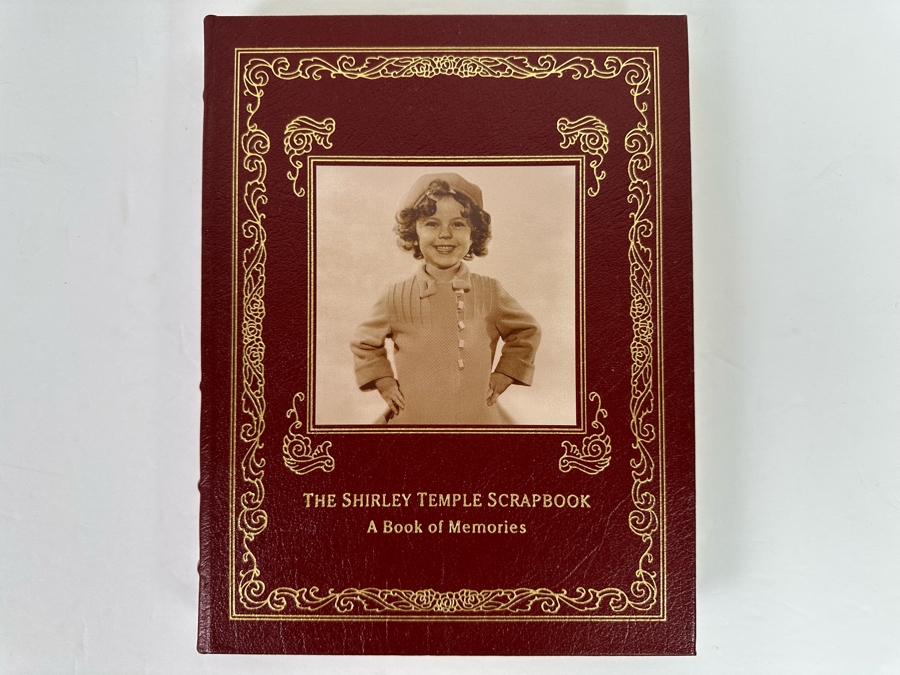 THE SHIRLEY TEMPLE SCRAPBOOK
A Book of Memories